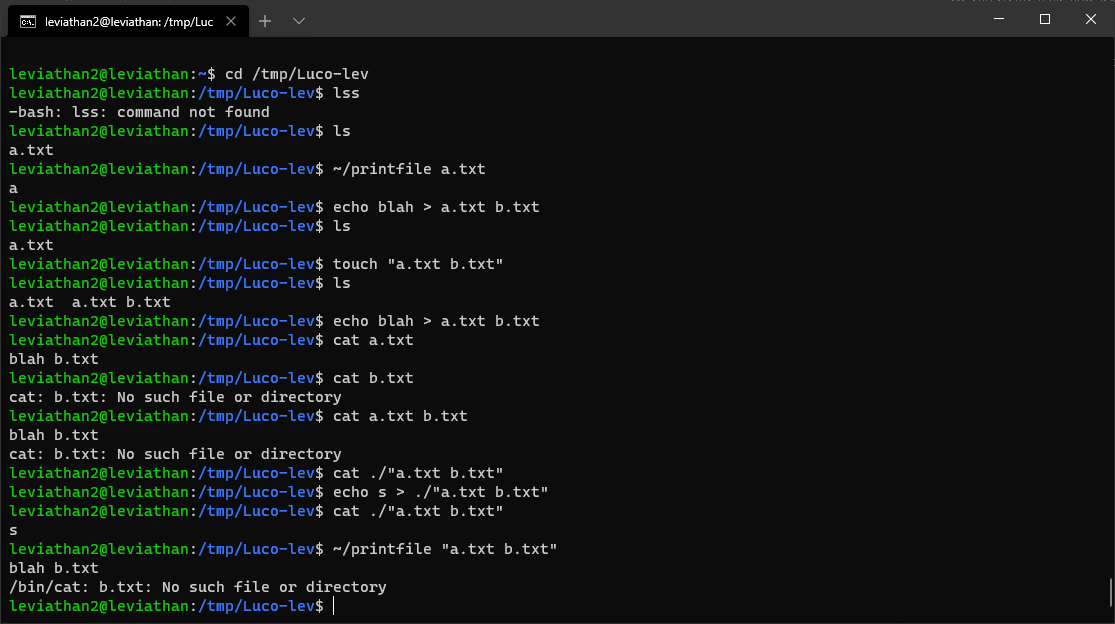 leviathan2@leviathan: /tmp/Luc
leviathan2@leviathan:~$ cd /tmp/Luco-lev
leviathan2@leviathan:/tmp/Luco-lev$ lss
-bash: lss: command not found
leviathan2@leviathan:/tmp/Luco-lev$ ls
a.txt
leviathan2@leviathan:/tmp/Luco-lev$ ~/printfile a.txt
a
leviathan2@leviathan:/tmp/Luco-lev$ echo blah > a.txt b.txt
leviathan2@leviathan:/tmp/Luco-lev$ ls
a.txt
leviathan2@leviathan:/tmp/Luco-lev$ touch "a.txt b.txt"
leviathan2@leviathan:/tmp/Luco-lev$ ls
a.txt  a.txt b.txt
leviathan2@leviathan:/tmp/Luco-lev$ echo blah > a.txt b.txt
leviathan2@leviathan:/tmp/Luco-lev$ cat a.txt
blah b.txt
leviathan2@leviathan:/tmp/Luco-lev$ cat b.txt
cat: b.txt: No such file or directory
leviathan2@leviathan:/tmp/Luco-lev$ cat a.txt b.txt
blah b.txt
cat: b.txt: No such file or directory
leviathan2@leviathan:/tmp/Luco-lev$ cat ./"a.txt b.txt"
leviathan2@leviathan:/tmp/Luco-lev$ echo s > ./"a.txt b.txt"
leviathan2@leviathan:/tmp/Luco-lev$ cat ./"a.txt b.txt"
s
leviathan2@leviathan:/tmp/Luco-lev$ ~/printfile "a.txt b.txt"
blah b.txt
/bin/cat: b.txt: No such file or directory
leviathan2@leviathan:/tmp/Luco-lev$